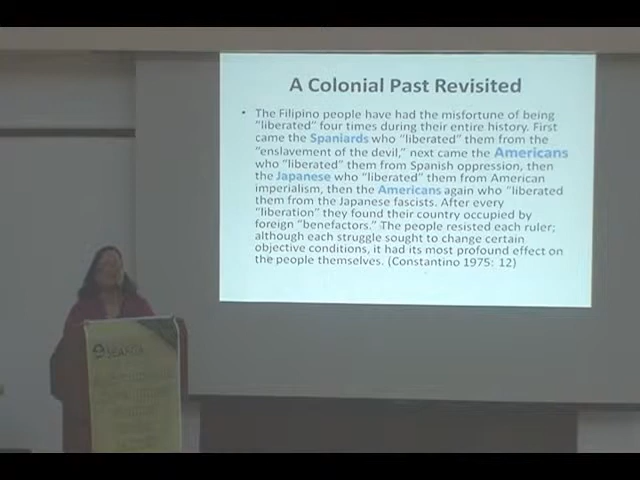 A Colonial Past Revisited
• The Filipino people have had the misfortune of being
"liberated" four times during their entire history. First
came the Spaniards who "liberated" them from the
"enslavement of the devil," next came the Americans
who "liberated" them from Spanish oppression, then
the Japanese who "liberated" them from American
imperialism, then the Americans again who "liberated
them from the Japanese fascists. After every
"liberation" they found their country occupied by
foreign "benefactors." The people resisted each ruler;
although each struggle sought to change certain
objective conditions, it had its most profound effect on
the people themselves. (Constantino 1975: 12)
SEARCA